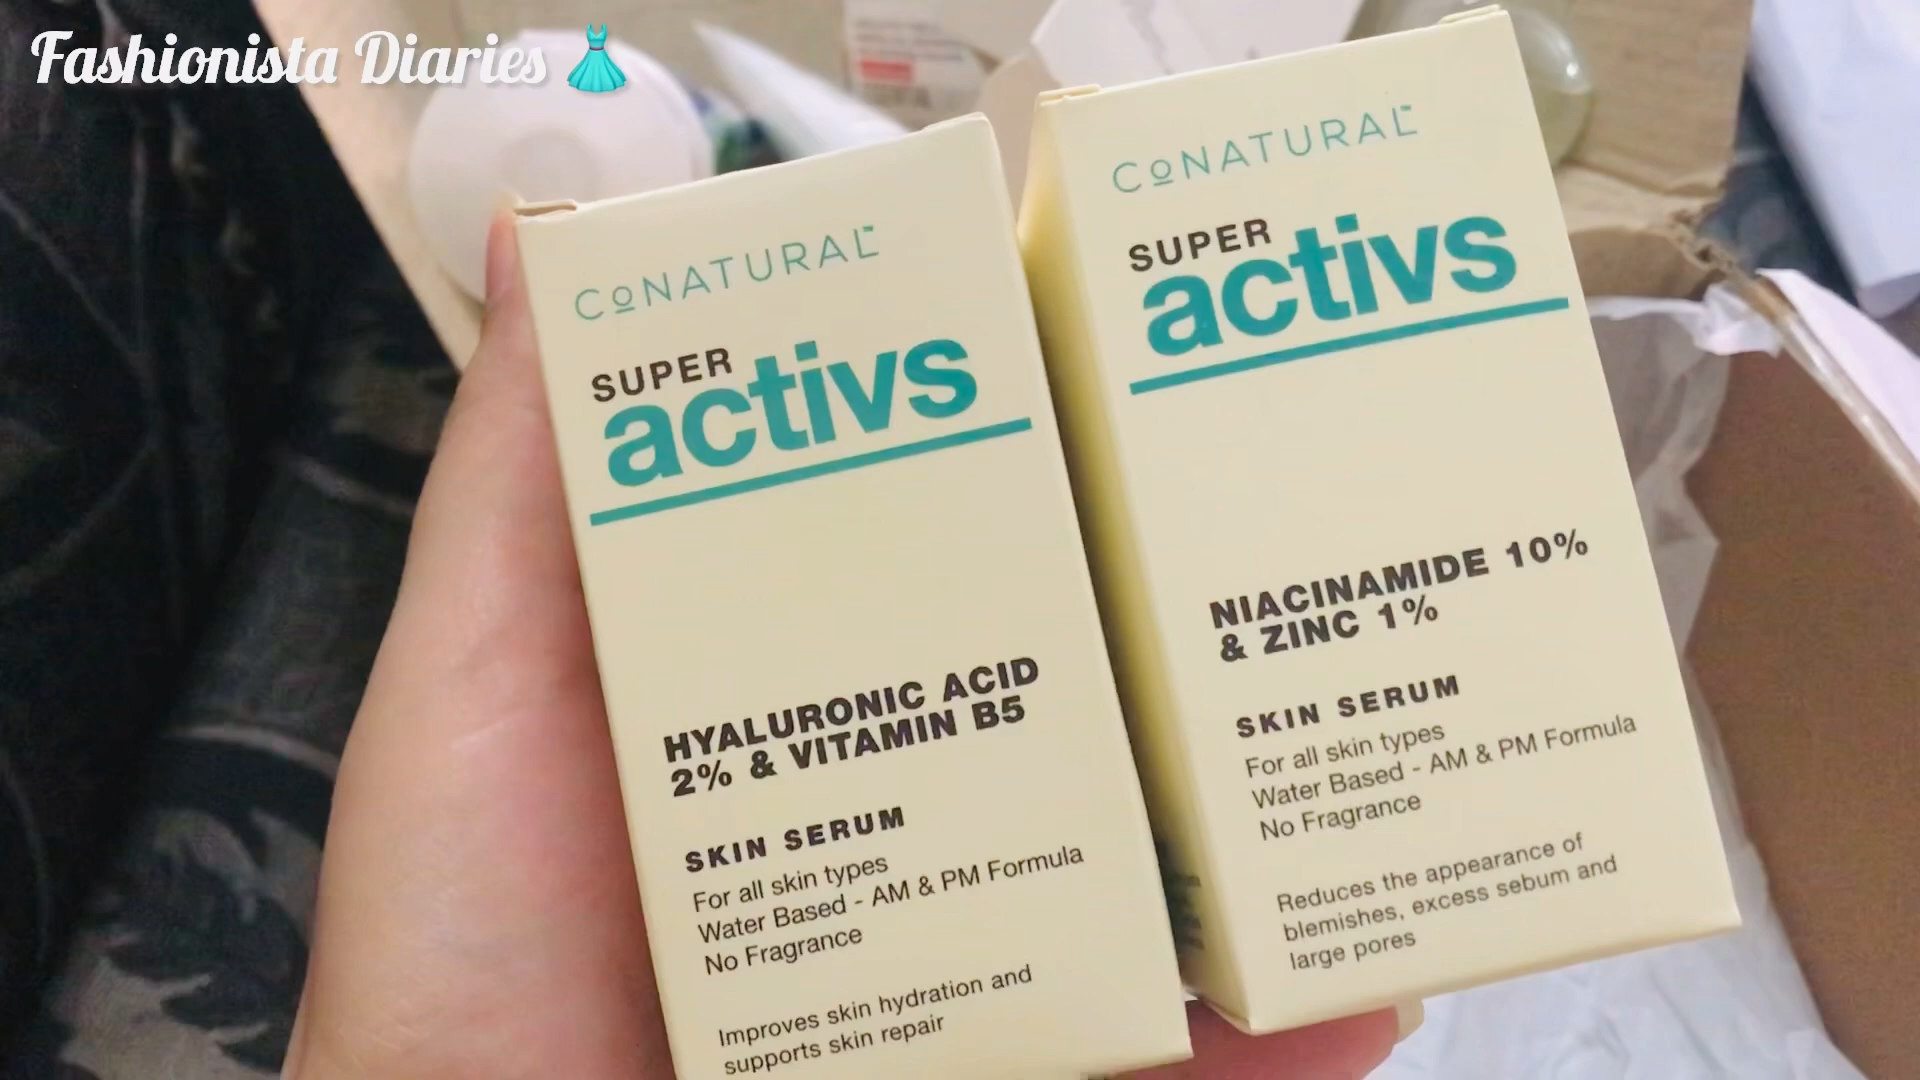 Fashionista Diaries 👗
CoNATURAL™
SUPER
activs
HYALURONIC ACID
2% & VITAMIN B5
SKIN SERUM
For all skin types
Water Based - AM & PM Formula
No Fragrance
Improves skin hydration and
supports skin repair
CoNATURAL™
SUPER
activs
NIACINAMIDE 10%
& ZINC 1%
SKIN SERUM
For all skin types
Water Based - AM & PM Formula
No Fragrance
Reduces the appearance of
blemishes, excess sebum and
large pores